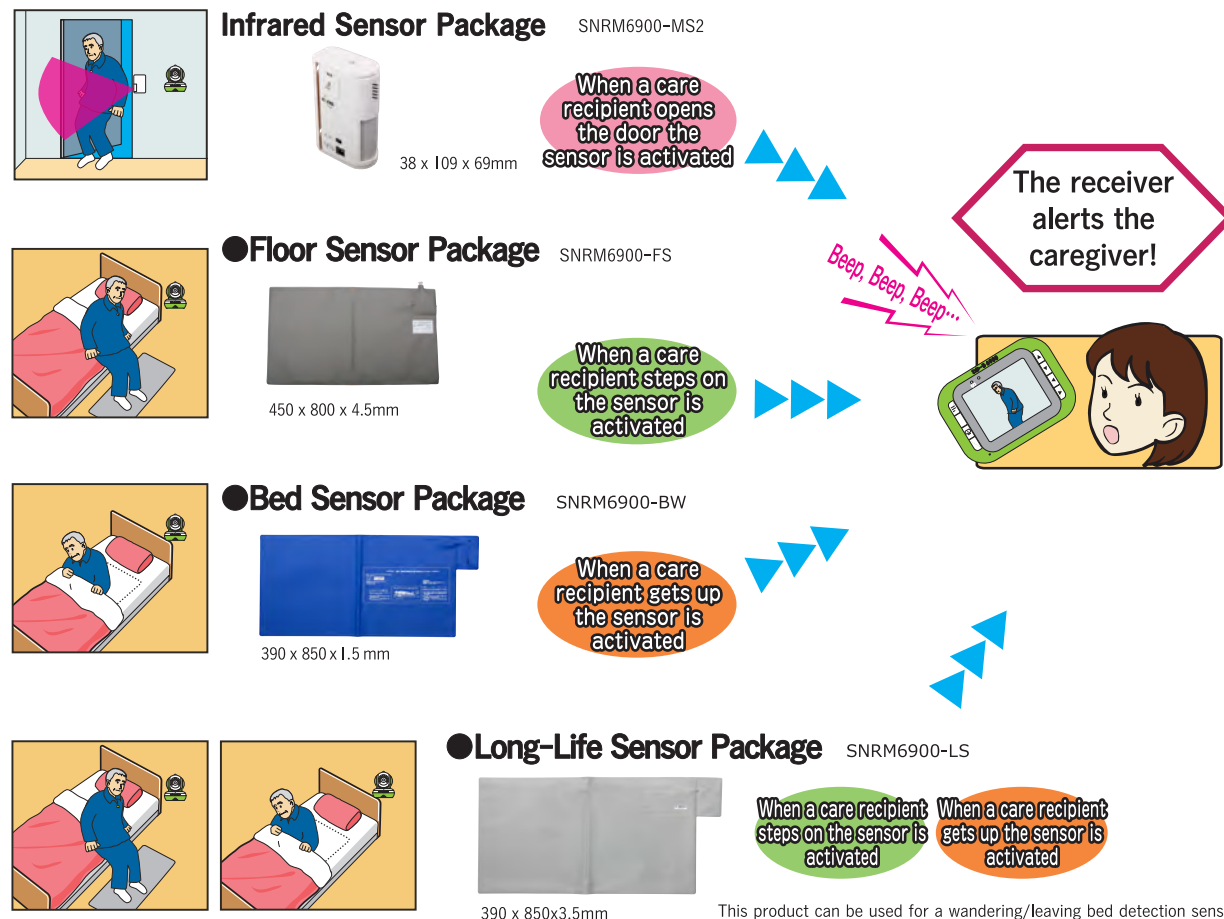 Infrared Sensor Package SNRM6900-MS2
38 x 109 x 69mm
When a care
recipient opens
the door the
sensor is activated
The receiver
alerts the
caregiver!
●Floor Sensor Package SNRM6900-FS
450 x 800 x 4.5mm
When a care
recipient steps on
the sensor is
activated
Beep, Beep, Beep…
●Bed Sensor Package SNRM6900-BW
390 x 850 x 1.5 mm
When a care
recipient gets up
the sensor is
activated
●Long-Life Sensor Package SNRM6900-LS
390 x 850x3.5mm
When a care recipient
steps on the sensor is
activated
When a care recipient
gets up the sensor is
activated
This product can be used for a wandering/leaving bed detection sens